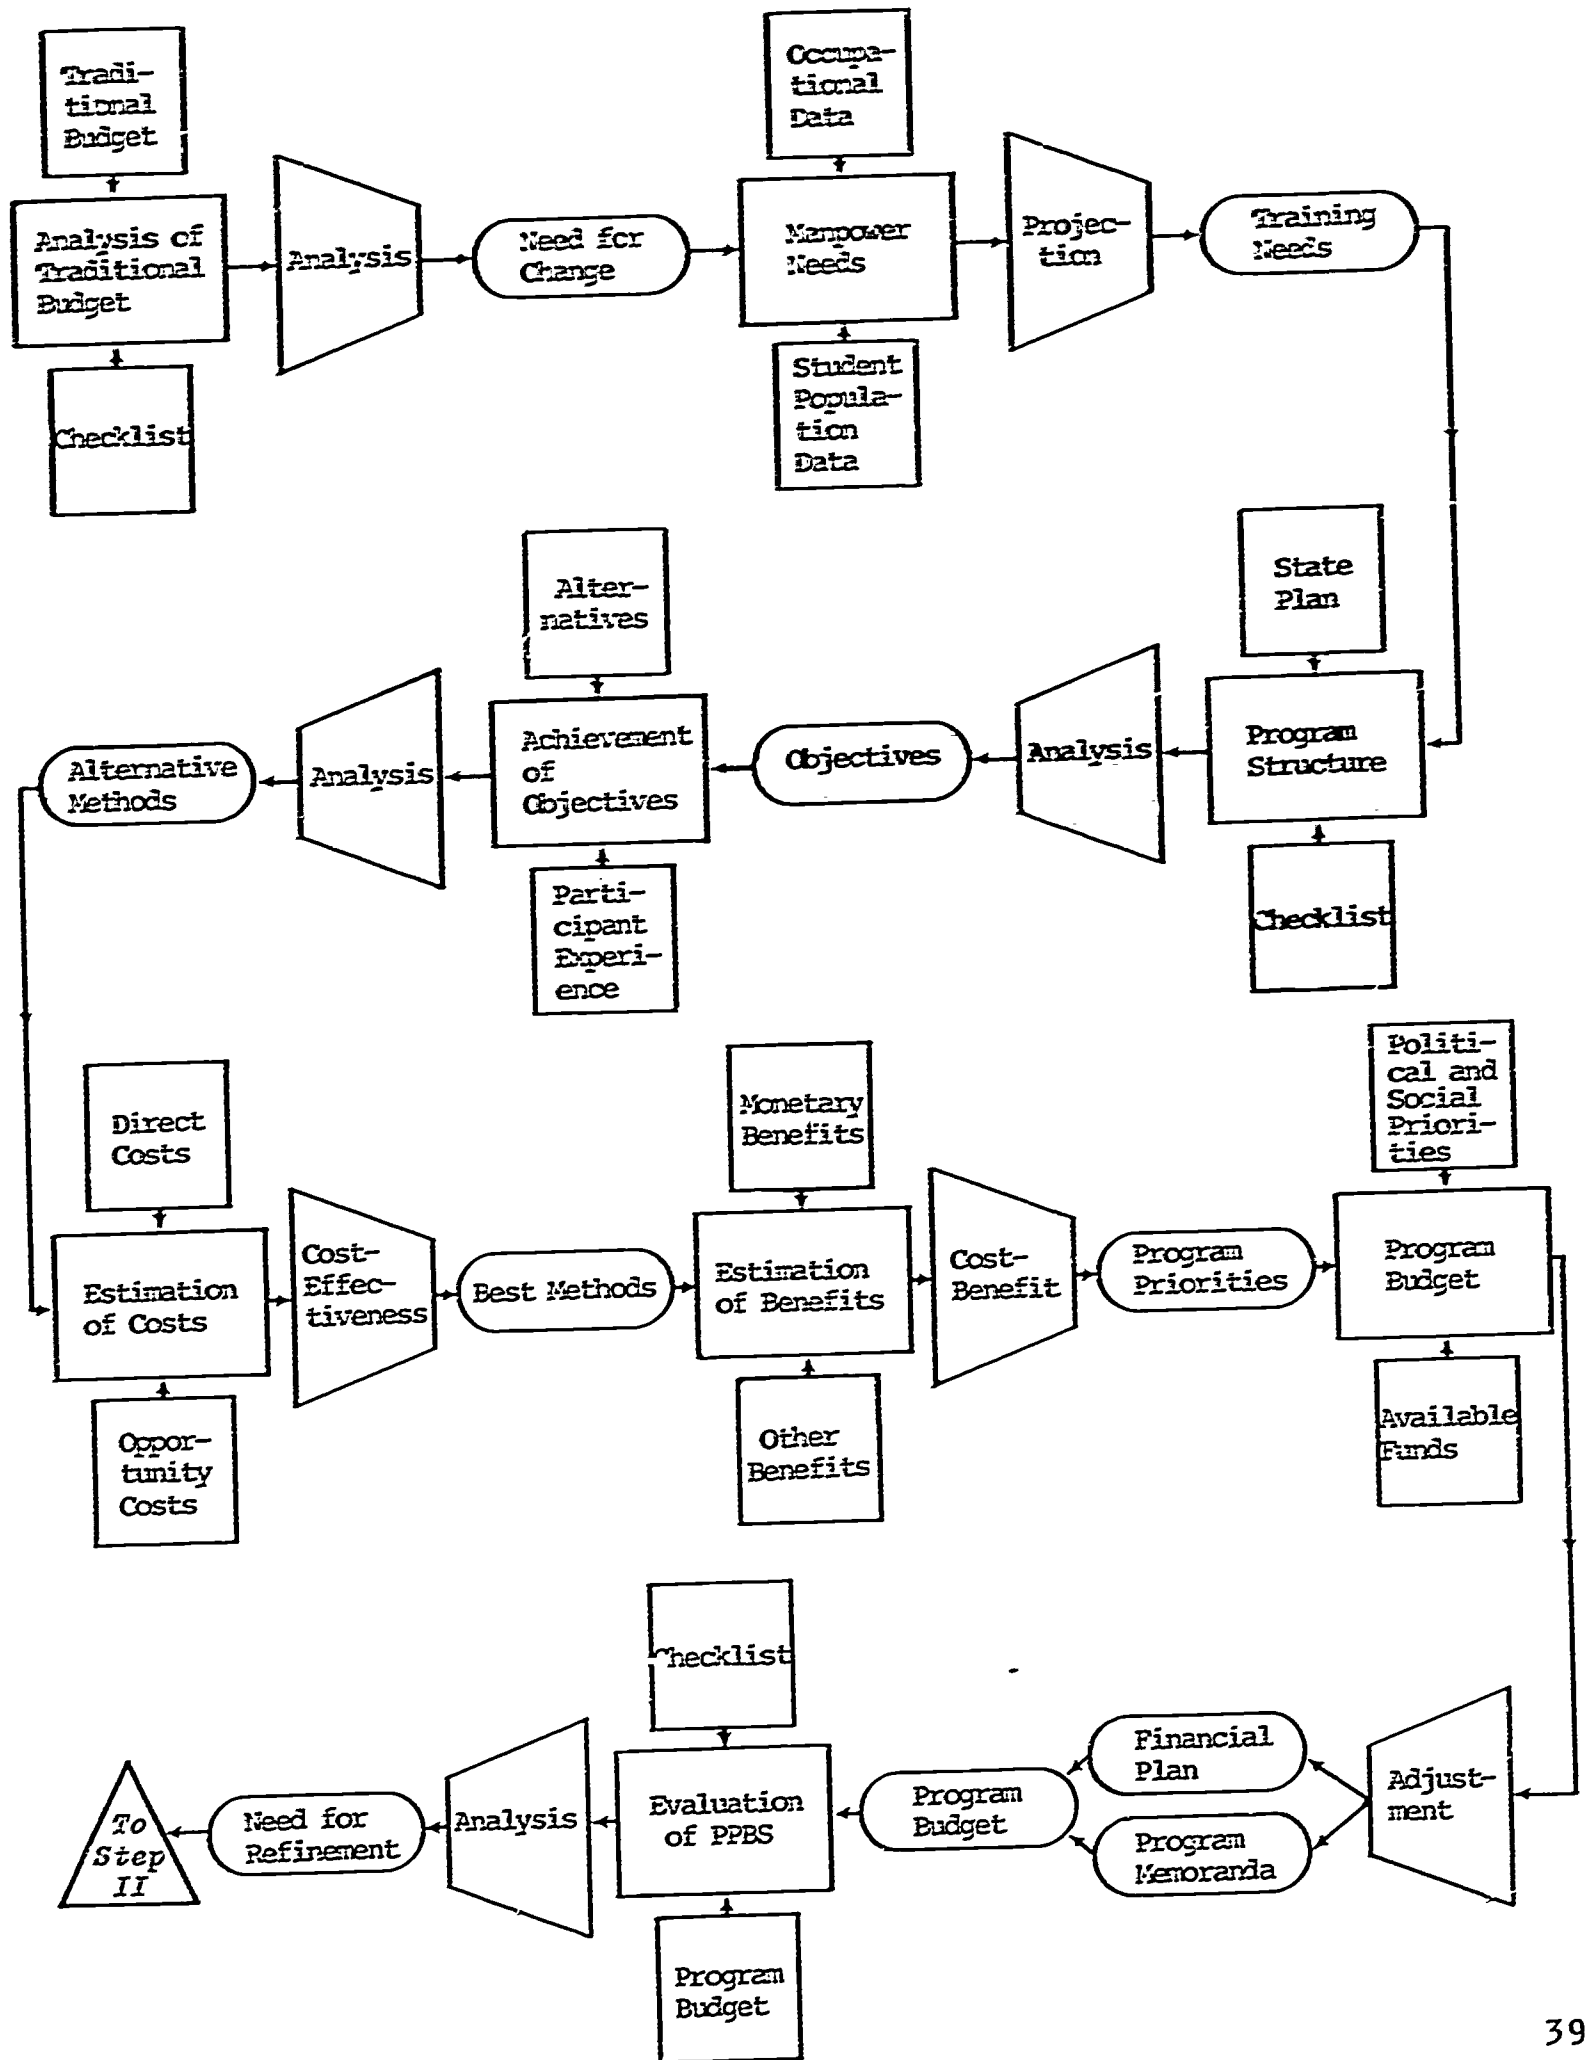 Tradi-
tional
Budget
Occupa-
tional
Data
Analysis of
Traditional
Budget
Analysis
Need for
Change
Manpower
Needs
Projec-
tion
Training
Needs
Checklist
Student
Popula-
tion
Data
State
Plan
Alter-
natives
Program
Structure
Analysis
Objectives
Achievement
of
Objectives
Analysis
Alternative
Methods
Checklist
Parti-
cipant
Experi-
ence
Direct
Costs
Monetary
Benefits
Politi-
cal and
Social
Priori-
ties
Estimation
of Costs
Cost-
Effec-
tiveness
Best Methods
Estimation
of Benefits
Cost-
Benefit
Program
Priorities
Program
Budget
Oppor-
tunity
Costs
Other
Benefits
Available
Funds
Checklist
Adjust-
ment
Financial
Plan
Program
Memoranda
Program
Budget
Evaluation
of PPBS
Analysis
Need for
Refinement
To
Step
II
Program
Budget
39